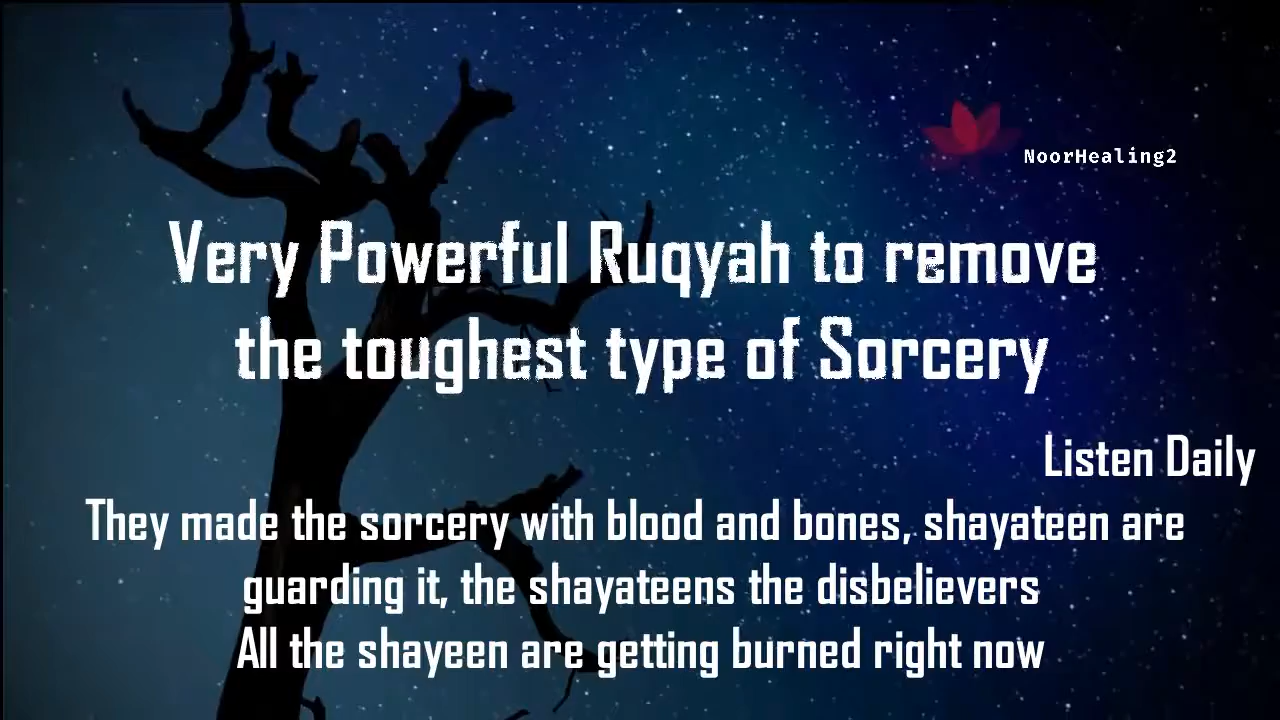 NoorHealing2
Very Powerful Ruqyah to remove
the toughest type of Sorcery
Listen Daily
They made the sorcery with blood and bones, shayateen are
guarding it, the shayateens the disbelievers
All the shayeen are getting burned right now